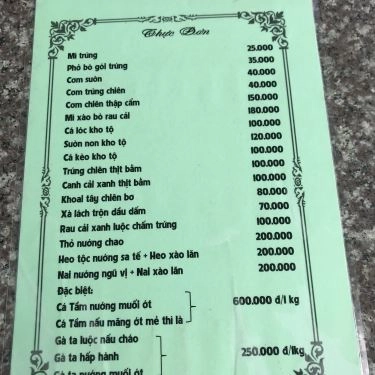 Thực Đơn
Mì trứng 25.000
Phở bò gói trứng 35.000
Cơm sườn 40.000
Cơm trứng chiên 40.000
Cơm chiên thập cẩm 150.000
Mì xào bò rau cải 180.000
Cá lóc kho tộ 100.000
Sườn non kho tộ 120.000
Cá kèo kho tộ 100.000
Trứng chiên thịt bằm 100.000
Canh cải xanh thịt bằm 100.000
Khoai tây chiên bơ 80.000
Xà lách trộn dầu dấm 70.000
Rau cải xanh luộc chấm trứng 100.000
Thỏ nướng chao 200.000
Heo tộc nướng sa tế + Heo xào lăn 200.000
Nai nướng ngũ vị + Nai xào lăn 200.000
Đặc biệt:
Cá Tầm nướng muối ớt
600.000 đ/1 kg
Cá Tầm nấu măng ớt mẻ thì là
Gà ta luộc nấu cháo
Gà ta hấp hành 250.000 đ/1kg
Gà ta nướng muối ớt